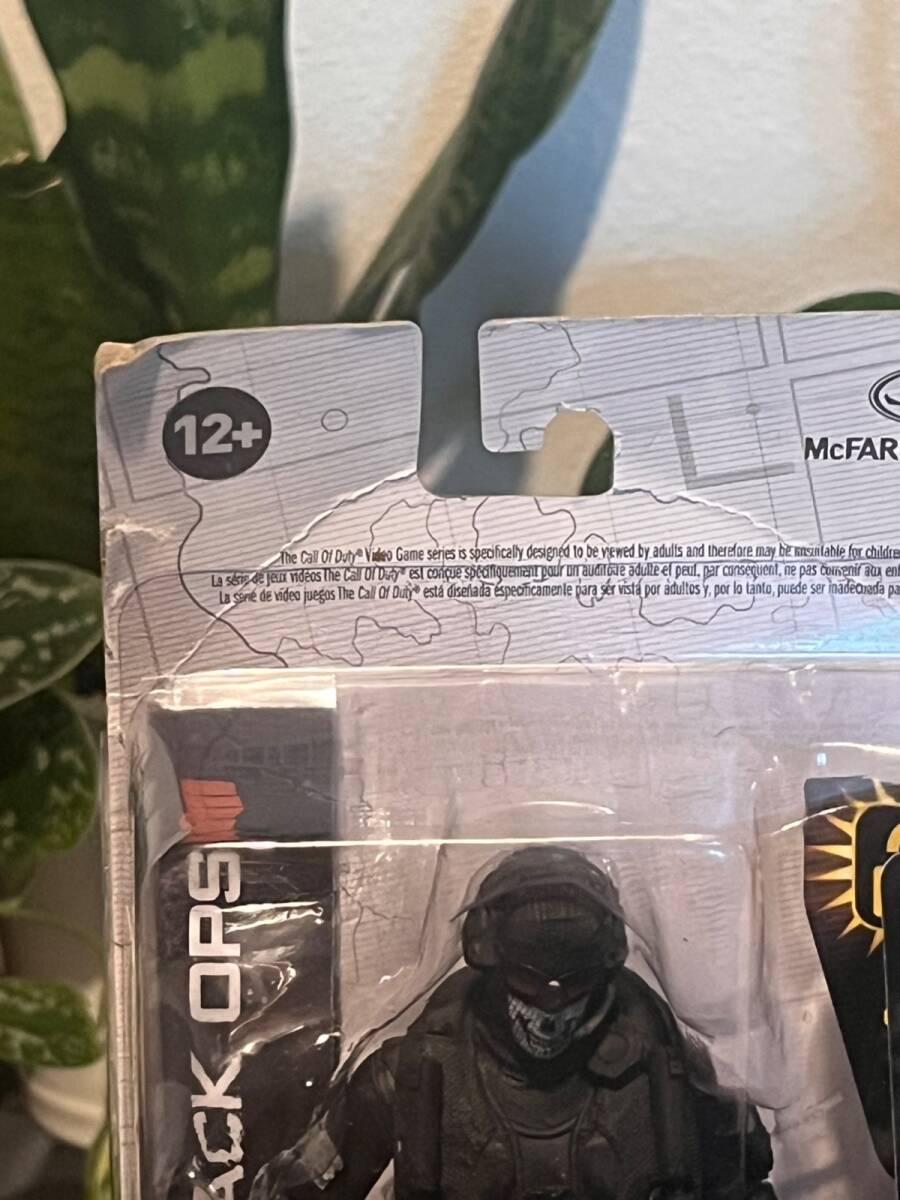 12+
McFAR
The Call Of Duty® Video Game series is specifically designed to be viewed by adults and therefore may be unsuitable for childre
La série de jeux vidéos The Call Of Duty® est conçue spécifiquement pour un auditoire adulte et peut, par conséquent, ne pas convenir aux enf
La serie de video juegos The Call Of Duty® está diseñada específicamente para ser vista por adultos y, por lo tanto, puede ser inadecuada pa
ACK OPS